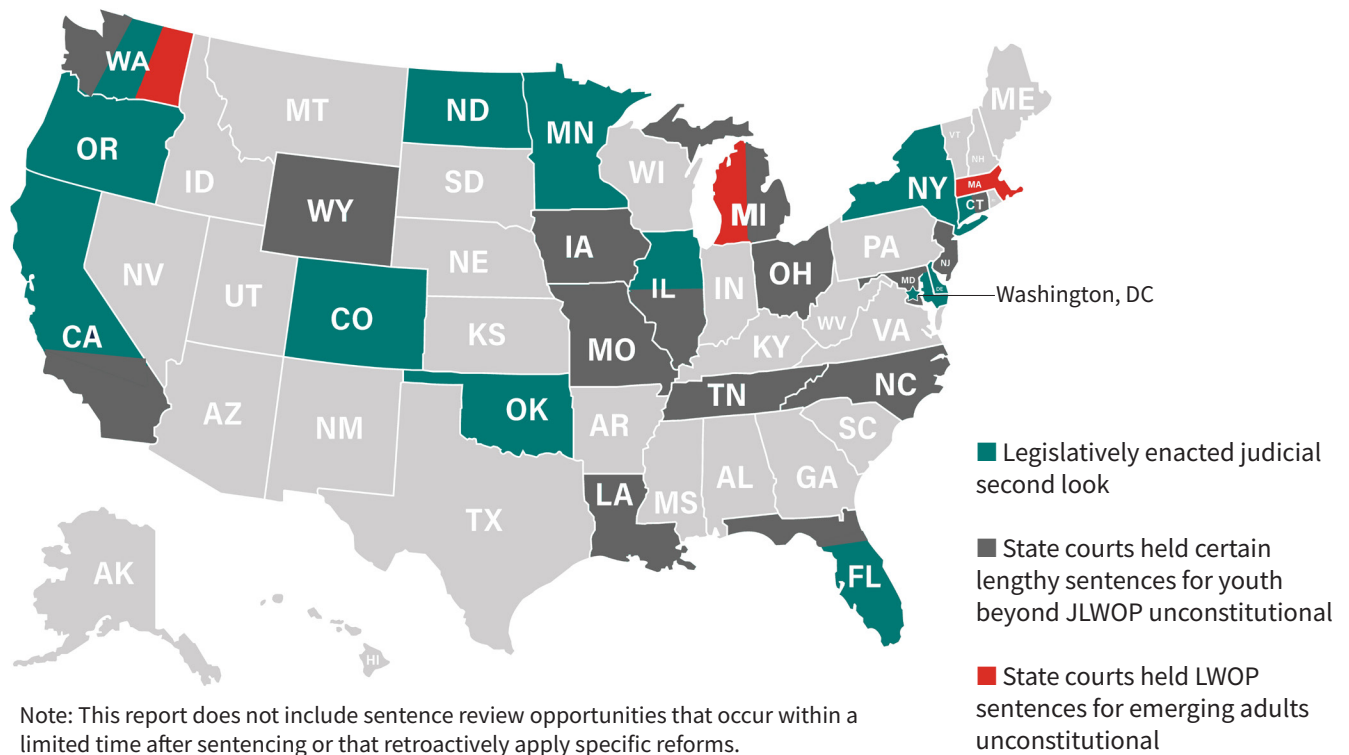 WA
MT
ND
MN
ME
VT
NH
OR
ID
SD
WI
NY
MA
WY
MI
CT
IA
PA
NE
OH
NJ
NV
IL
IN
MD
DE
UT
Washington, DC
CO
WV
CA
KS
MO
VA
KY
NC
TN
AZ
OK
NM
AR
SC
AL
GA
LA
MS
TX
AK
FL
HI
Legislatively enacted judicial
second look
State courts held certain
lengthy sentences for youth
beyond JLWOP unconstitutional
State courts held LWOP
sentences for emerging adults
unconstitutional
Note: This report does not include sentence review opportunities that occur within a
limited time after sentencing or that retroactively apply specific reforms.